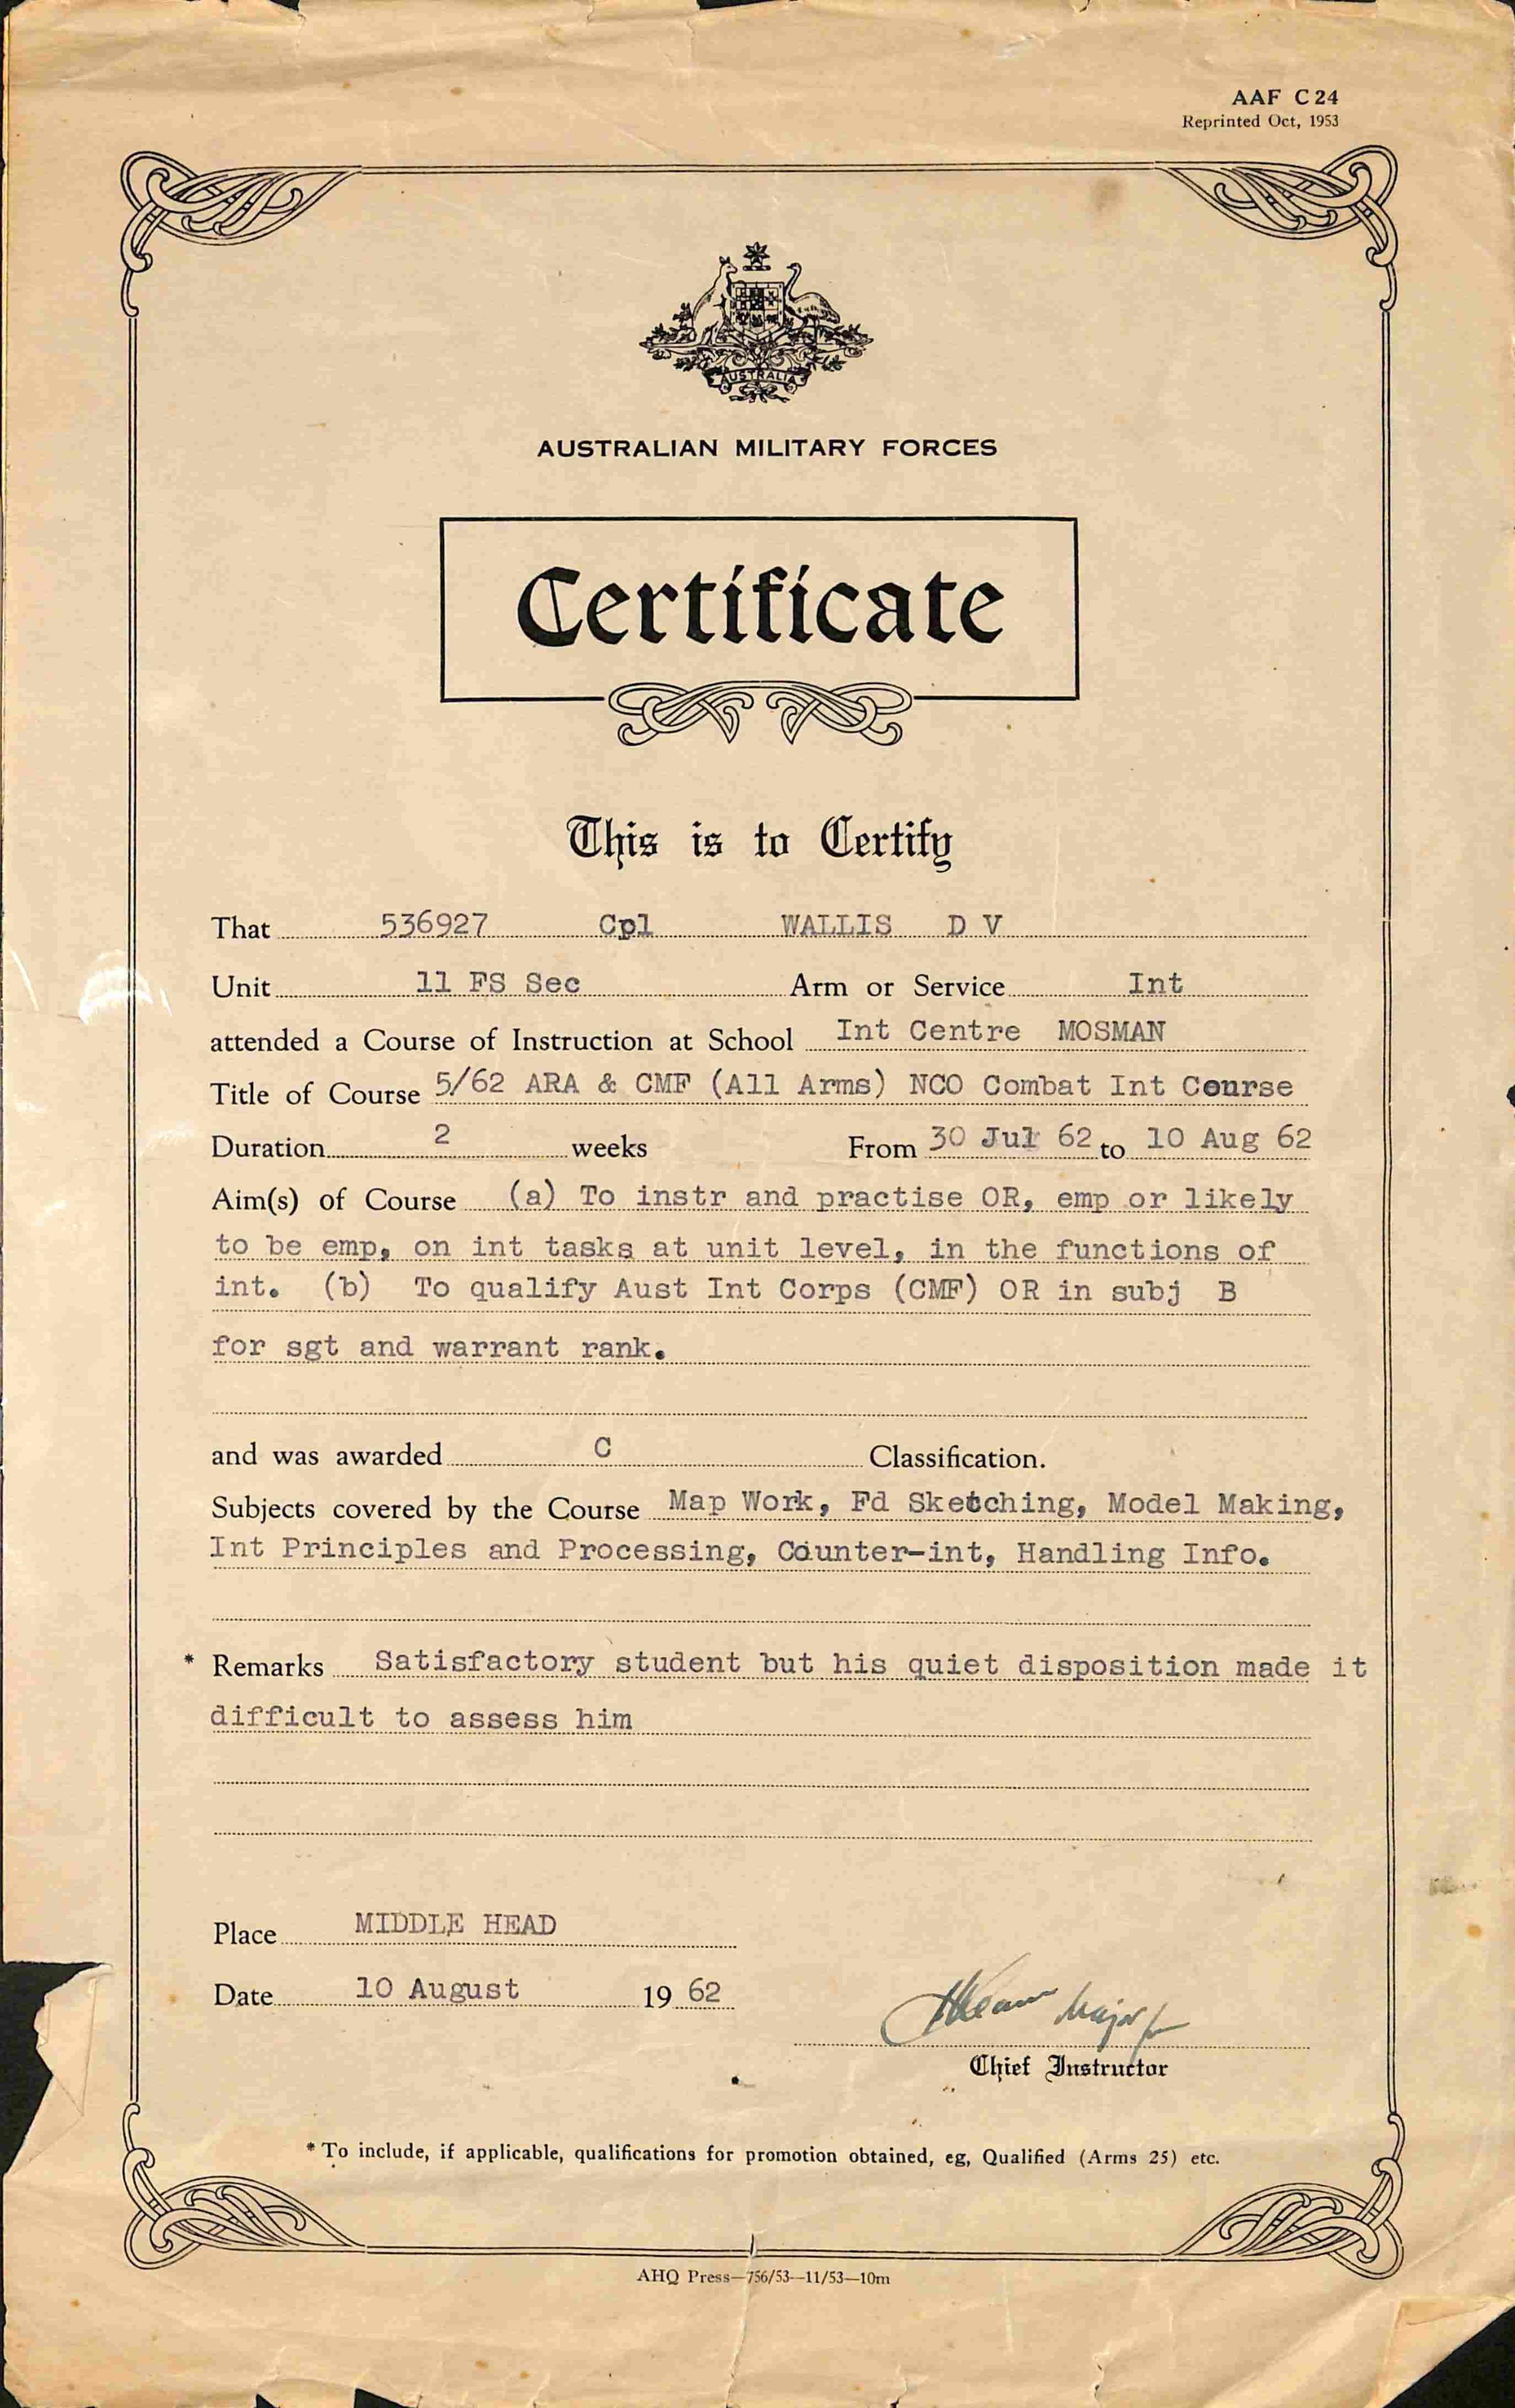 AAF C 24
Reprinted Oct, 1953
AUSTRALIA
AUSTRALIAN MILITARY FORCES
Certificate
This is to Certify
That 536927 Cpl WALLIS D V
Unit 11 FS Sec Arm or Service Int
attended a Course of Instruction at School Int Centre MOSMAN
Title of Course 5/62 ARA & CMF (All Arms) NCO Combat Int Course
Duration 2 weeks From 30 Jul 62 to 10 Aug 62
Aim(s) of Course (a) To instr and practise OR, emp or likely
to be emp, on int tasks at unit level, in the functions of
int. (b) To qualify Aust Int Corps (CMF) OR in subj B
for sgt and warrant rank.
and was awarded C Classification.
Subjects covered by the Course Map Work, Fd Sketching, Model Making,
Int Principles and Processing, Counter-int, Handling Info.
* Remarks Satisfactory student but his quiet disposition made it
difficult to assess him
Place MIDDLE HEAD
Date 10 August 19 62
Major
Chief Instructor
* To include, if applicable, qualifications for promotion obtained, eg, Qualified (Arms 25) etc.
AHQ Press—756/53—11/53—10m